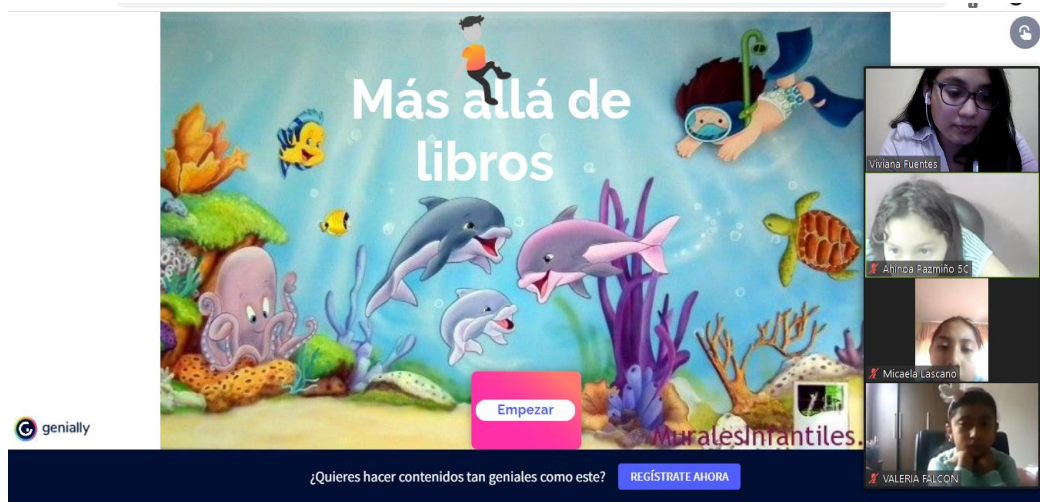 Más allá de
libros
Empezar
MuralesInfantiles.
genially
¿Quieres hacer contenidos tan geniales como este?
REGÍSTRATE AHORA
Viviana Fuentes
Ahinoa Pazmiño 5C
Micaela Lascano
VALERIA FALCON